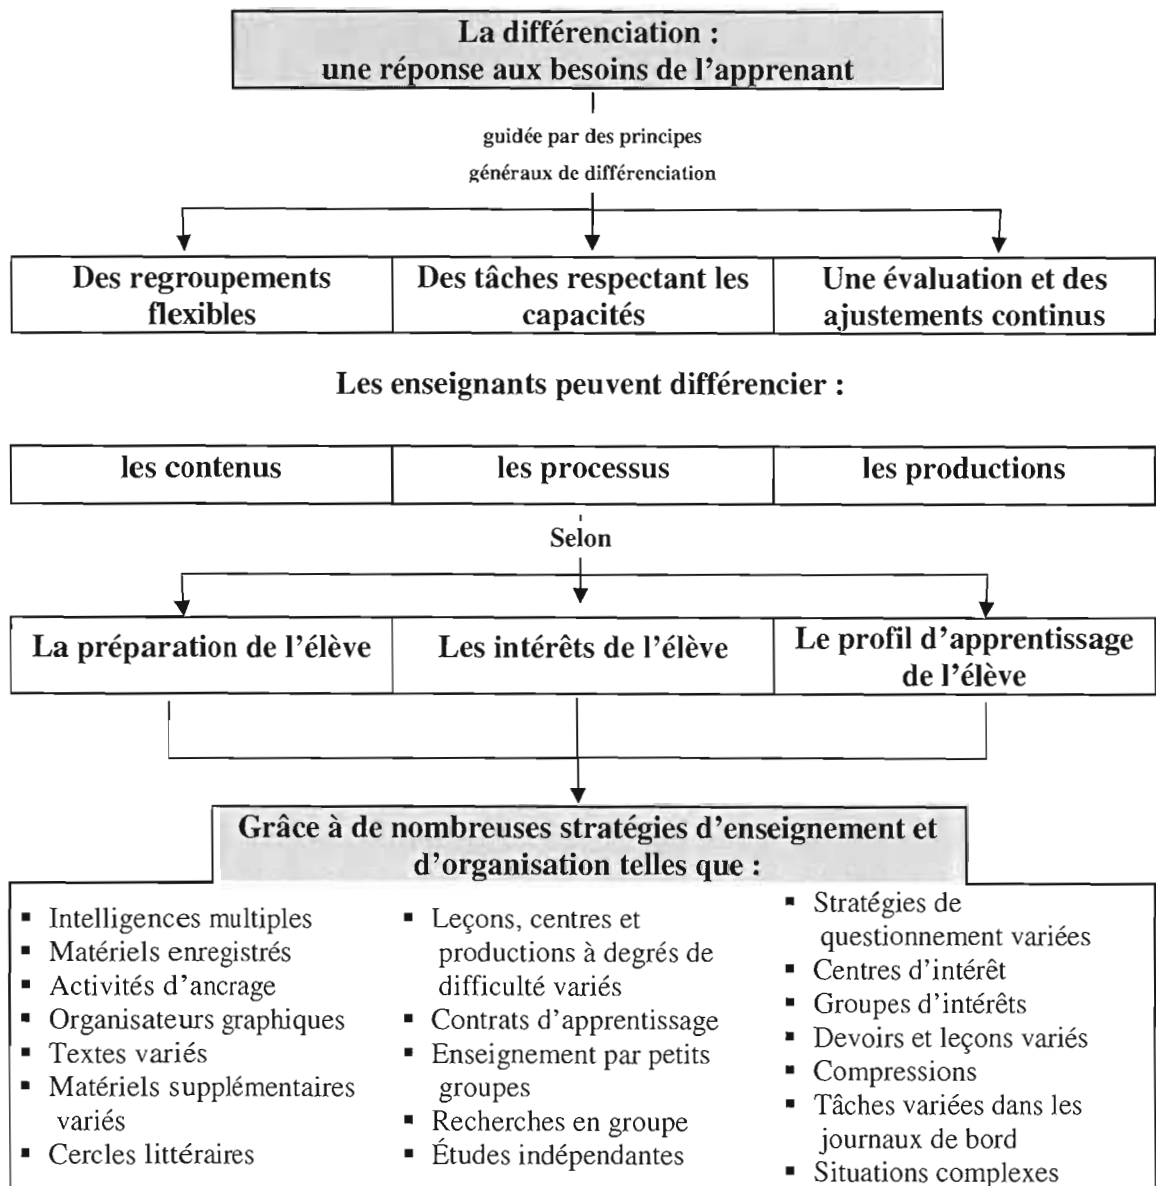 La différenciation :
une réponse aux besoins de l'apprenant
guidée par des principes
généraux de différenciation
Des regroupements
flexibles
Des tâches respectant les
capacités
Une évaluation et des
ajustements continus
Les enseignants peuvent différencier :
les contenus
les processus
les productions
Selon
La préparation de l'élève
Les intérêts de l'élève
Le profil d'apprentissage
de l'élève
Grâce à de nombreuses stratégies d'enseignement et
d'organisation telles que :
▪ Intelligences multiples
▪ Matériels enregistrés
▪ Activités d'ancrage
▪ Organisateurs graphiques
▪ Textes variés
▪ Matériels supplémentaires
variés
▪ Cercles littéraires
▪ Leçons, centres et
productions à degrés de
difficulté variés
▪ Contrats d'apprentissage
▪ Enseignement par petits
groupes
▪ Recherches en groupe
▪ Études indépendantes
▪ Stratégies de
questionnement variées
▪ Centres d'intérêt
▪ Groupes d'intérêts
▪ Devoirs et leçons variés
▪ Compressions
▪ Tâches variées dans les
journaux de bord
▪ Situations complexes